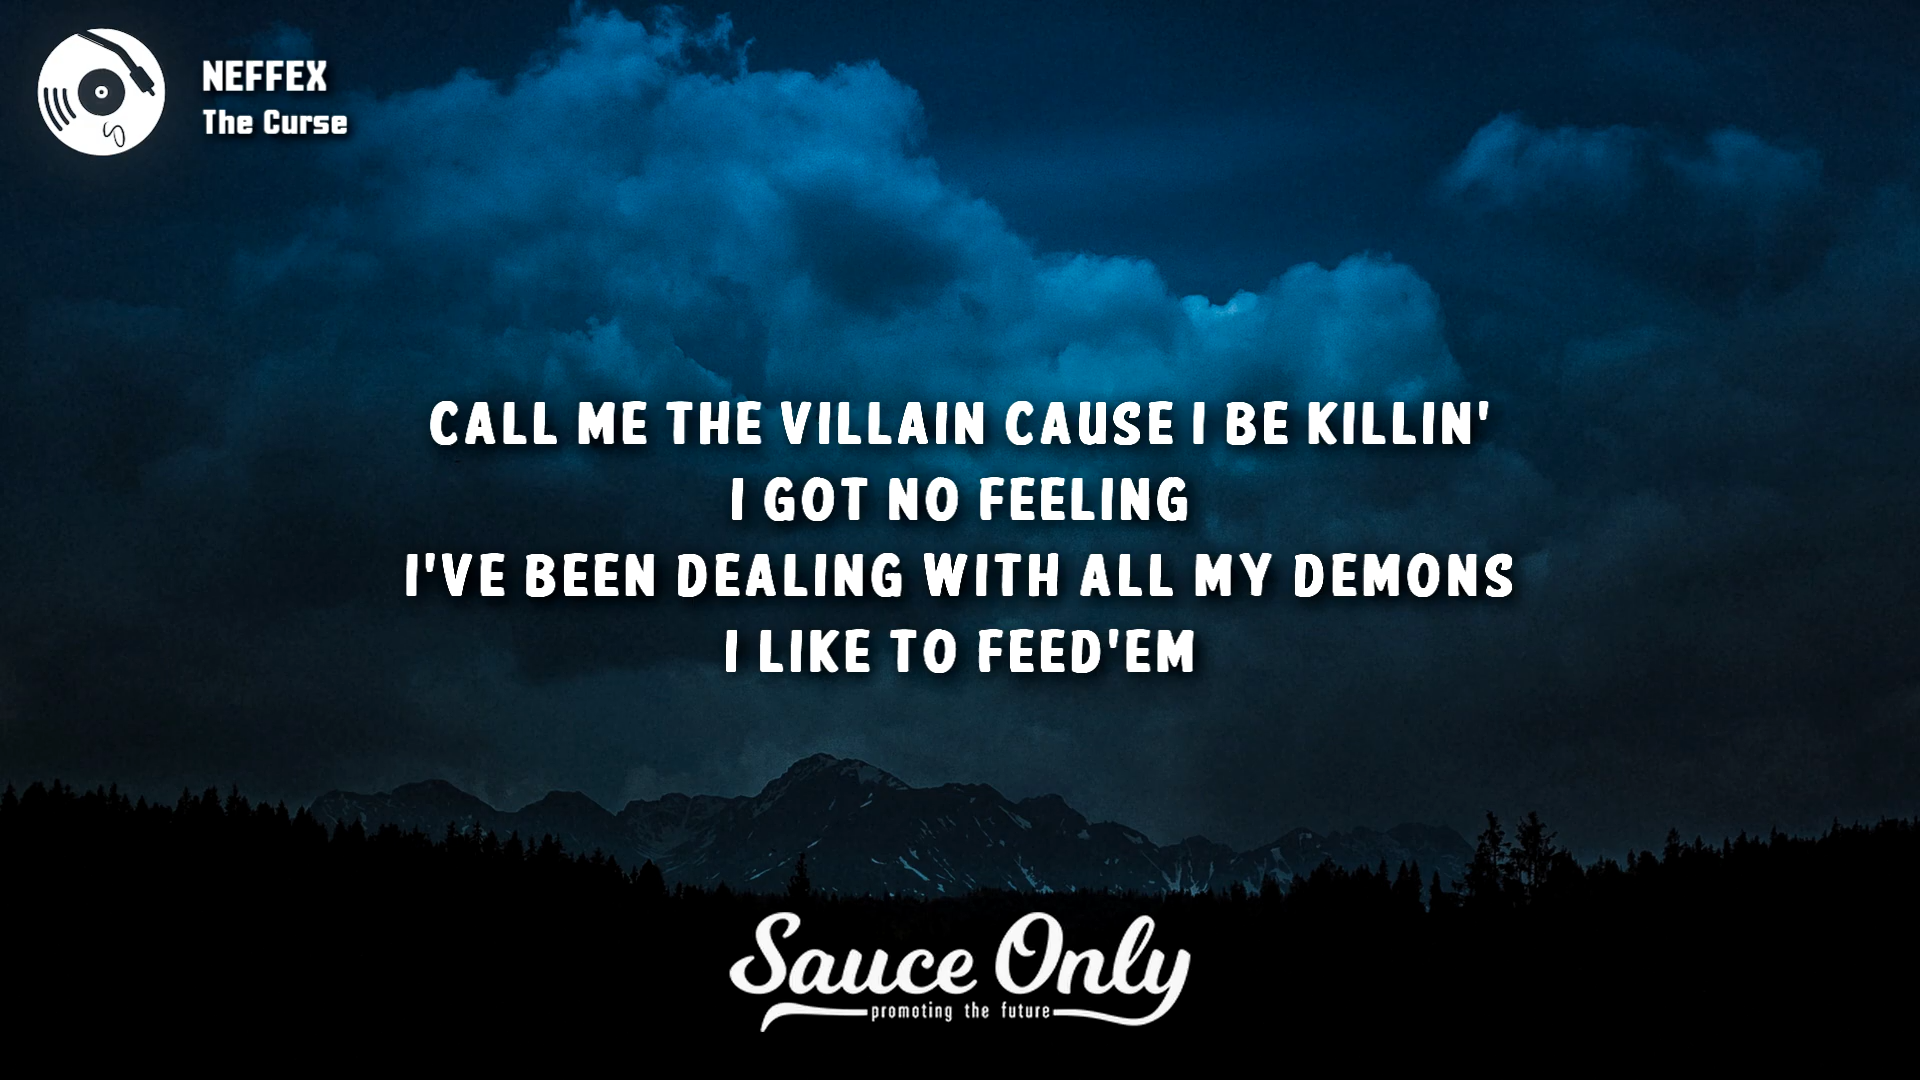 NEFFEX
The Curse
CALL ME THE VILLAIN CAUSE I BE KILLIN'
I GOT NO FEELING
I'VE BEEN DEALING WITH ALL MY DEMONS
I LIKE TO FEED'EM
Sauce Only
promoting the future